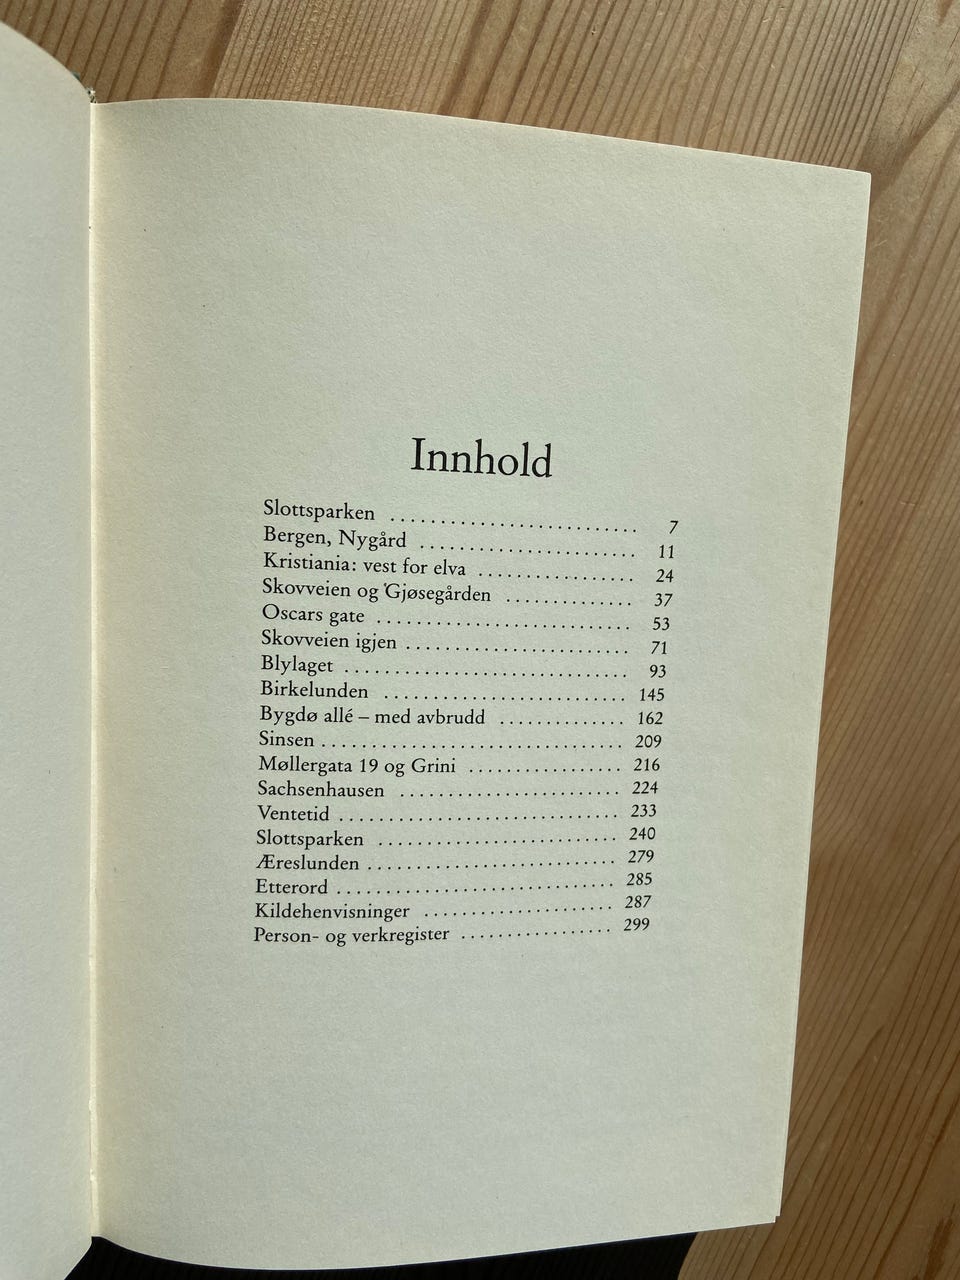 Innhold
Slottsparken ........................ 7
Bergen, Nygård ..................... 11
Kristiania: vest for elva ............... 24
Skovveien og Gjøsegården ............ 37
Oscars gate ........................ 53
Skovveien igjen ..................... 71
Blylaget ........................... 93
Birkelunden ....................... 145
Bygdø allé – med avbrudd ............ 162
Sinsen ............................. 209
Møllergata 19 og Grini ............... 216
Sachsenhausen ..................... 224
Ventetid ........................... 233
Slottsparken ....................... 240
Æreslunden ........................ 279
Etterord ........................... 285
Kildehenvisninger .................. 287
Person- og verkregister .............. 299